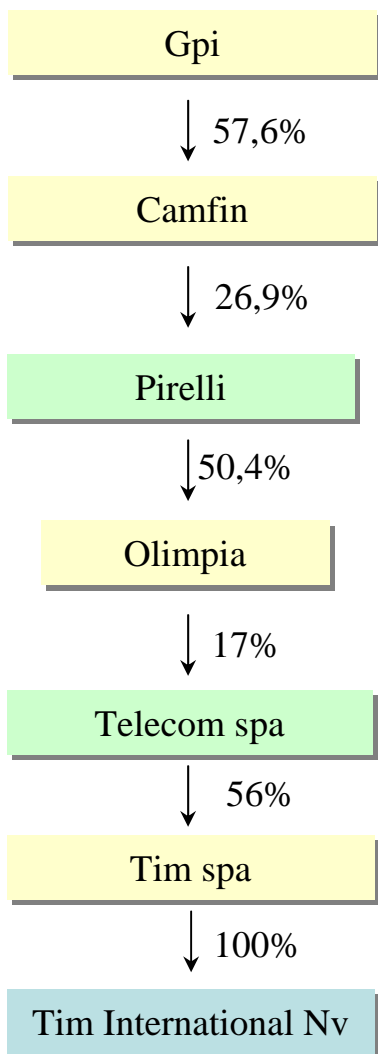 Gpi
57,6%
Camfin
26,9%
Pirelli
50,4%
Olimpia
17%
Telecom spa
56%
Tim spa
100%
Tim International Nv